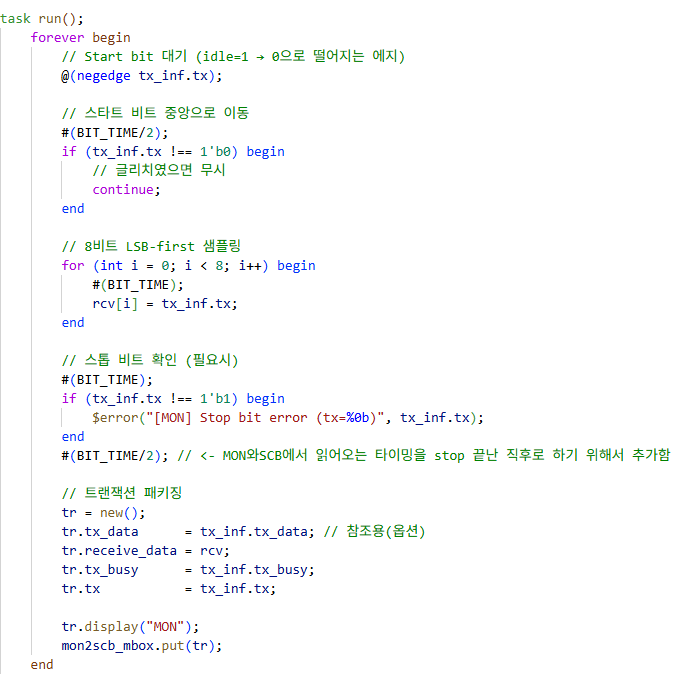 task run();
forever begin
// Start bit 대기 (idle=1 → 0으로 떨어지는 에지)
@(negedge tx_inf.tx);
// 스타트 비트 중앙으로 이동
#(BIT_TIME/2);
if (tx_inf.tx !== 1'b0) begin
// 글리치였으면 무시
continue;
end
// 8비트 LSB-first 샘플링
for (int i = 0; i < 8; i++) begin
#(BIT_TIME);
rcv[i] = tx_inf.tx;
end
// 스톱 비트 확인 (필요시)
#(BIT_TIME);
if (tx_inf.tx !== 1'b1) begin
$error("[MON] Stop bit error (tx=%0b)", tx_inf.tx);
end
#(BIT_TIME/2); // <- MON와SCB에서 읽어오는 타이밍을 stop 끝난 직후로 하기 위해서 추가함
// 트랜잭션 패키징
tr = new();
tr.tx_data = tx_inf.tx_data; // 참조용(옵션)
tr.receive_data = rcv;
tr.tx_busy = tx_inf.tx_busy;
tr.tx = tx_inf.tx;
tr.display("MON");
mon2scb_mbox.put(tr);
end